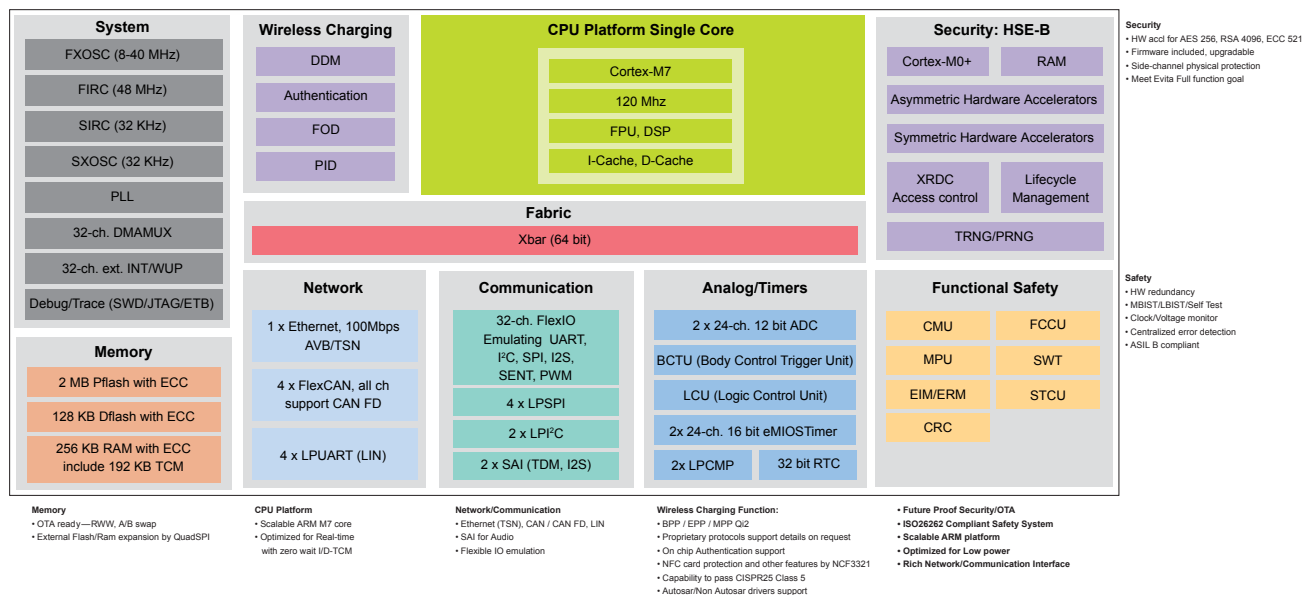 System
FXOSC (8-40 MHz)
FIRC (48 MHz)
SIRC (32 KHz)
SXOSC (32 KHz)
PLL
32-ch. DMAMUX
32-ch. ext. INT/WUP
Debug/Trace (SWD/JTAG/ETB)
Memory
2 MB Pflash with ECC
128 KB Dflash with ECC
256 KB RAM with ECC
include 192 KB TCM
Wireless Charging
DDM
Authentication
FOD
PID
CPU Platform Single Core
Cortex-M7
120 Mhz
FPU, DSP
I-Cache, D-Cache
Fabric
Xbar (64 bit)
Security: HSE-B
Cortex-M0+
RAM
Asymmetric Hardware Accelerators
Symmetric Hardware Accelerators
XRDC
Access control
Lifecycle
Management
TRNG/PRNG
Network
1 x Ethernet, 100Mbps
AVB/TSN
4 x FlexCAN, all ch
support CAN FD
4 x LPUART (LIN)
Communication
32-ch. FlexIO
Emulating UART,
I²C, SPI, I2S,
SENT, PWM
4 x LPSPI
2 x LPI²C
2 x SAI (TDM, I2S)
Analog/Timers
2 x 24-ch. 12 bit ADC
BCTU (Body Control Trigger Unit)
LCU (Logic Control Unit)
2x 24-ch. 16 bit eMIOSTimer
2x LPCMP
32 bit RTC
Functional Safety
CMU
FCCU
MPU
SWT
EIM/ERM
STCU
CRC
Security
• HW accl for AES 256, RSA 4096, ECC 521
• Firmware included, upgradable
• Side-channel physical protection
• Meet Evita Full function goal
Safety
• HW redundancy
• MBIST/LBIST/Self Test
• Clock/Voltage monitor
• Centralized error detection
• ASIL B compliant
Memory
• OTA ready—RWW, A/B swap
• External Flash/Ram expansion by QuadSPI
CPU Platform
• Scalable ARM M7 core
• Optimized for Real-time
with zero wait I/D-TCM
Network/Communication
• Ethernet (TSN), CAN / CAN FD, LIN
• SAI for Audio
• Flexible IO emulation
Wireless Charging Function:
• BPP / EPP / MPP Qi2
• Proprietary protocols support details on request
• On chip Authentication support
• NFC card protection and other features by NCF3321
• Capability to pass CISPR25 Class 5
• Autosar/Non Autosar drivers support
• Future Proof Security/OTA
• ISO26262 Compliant Safety System
• Scalable ARM platform
• Optimized for Low power
• Rich Network/Communication Interface